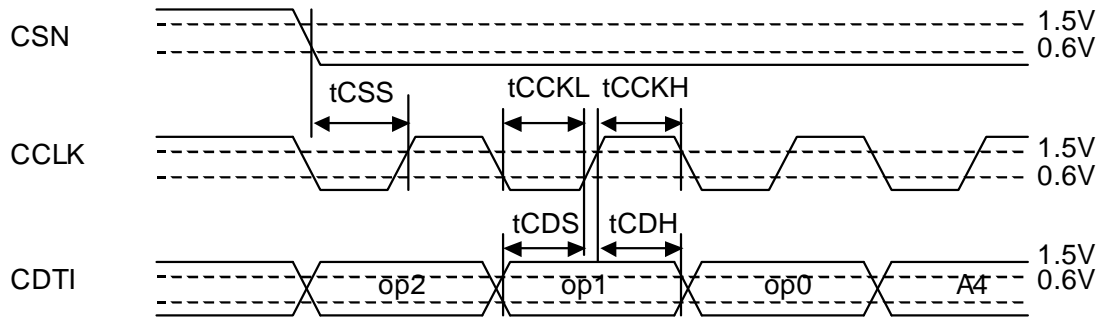 CSN
1.5V
0.6V
tCSS
tCCKL
tCCKH
CCLK
1.5V
0.6V
tCDS
tCDH
CDTI
op2
op1
op0
A4
1.5V
0.6V